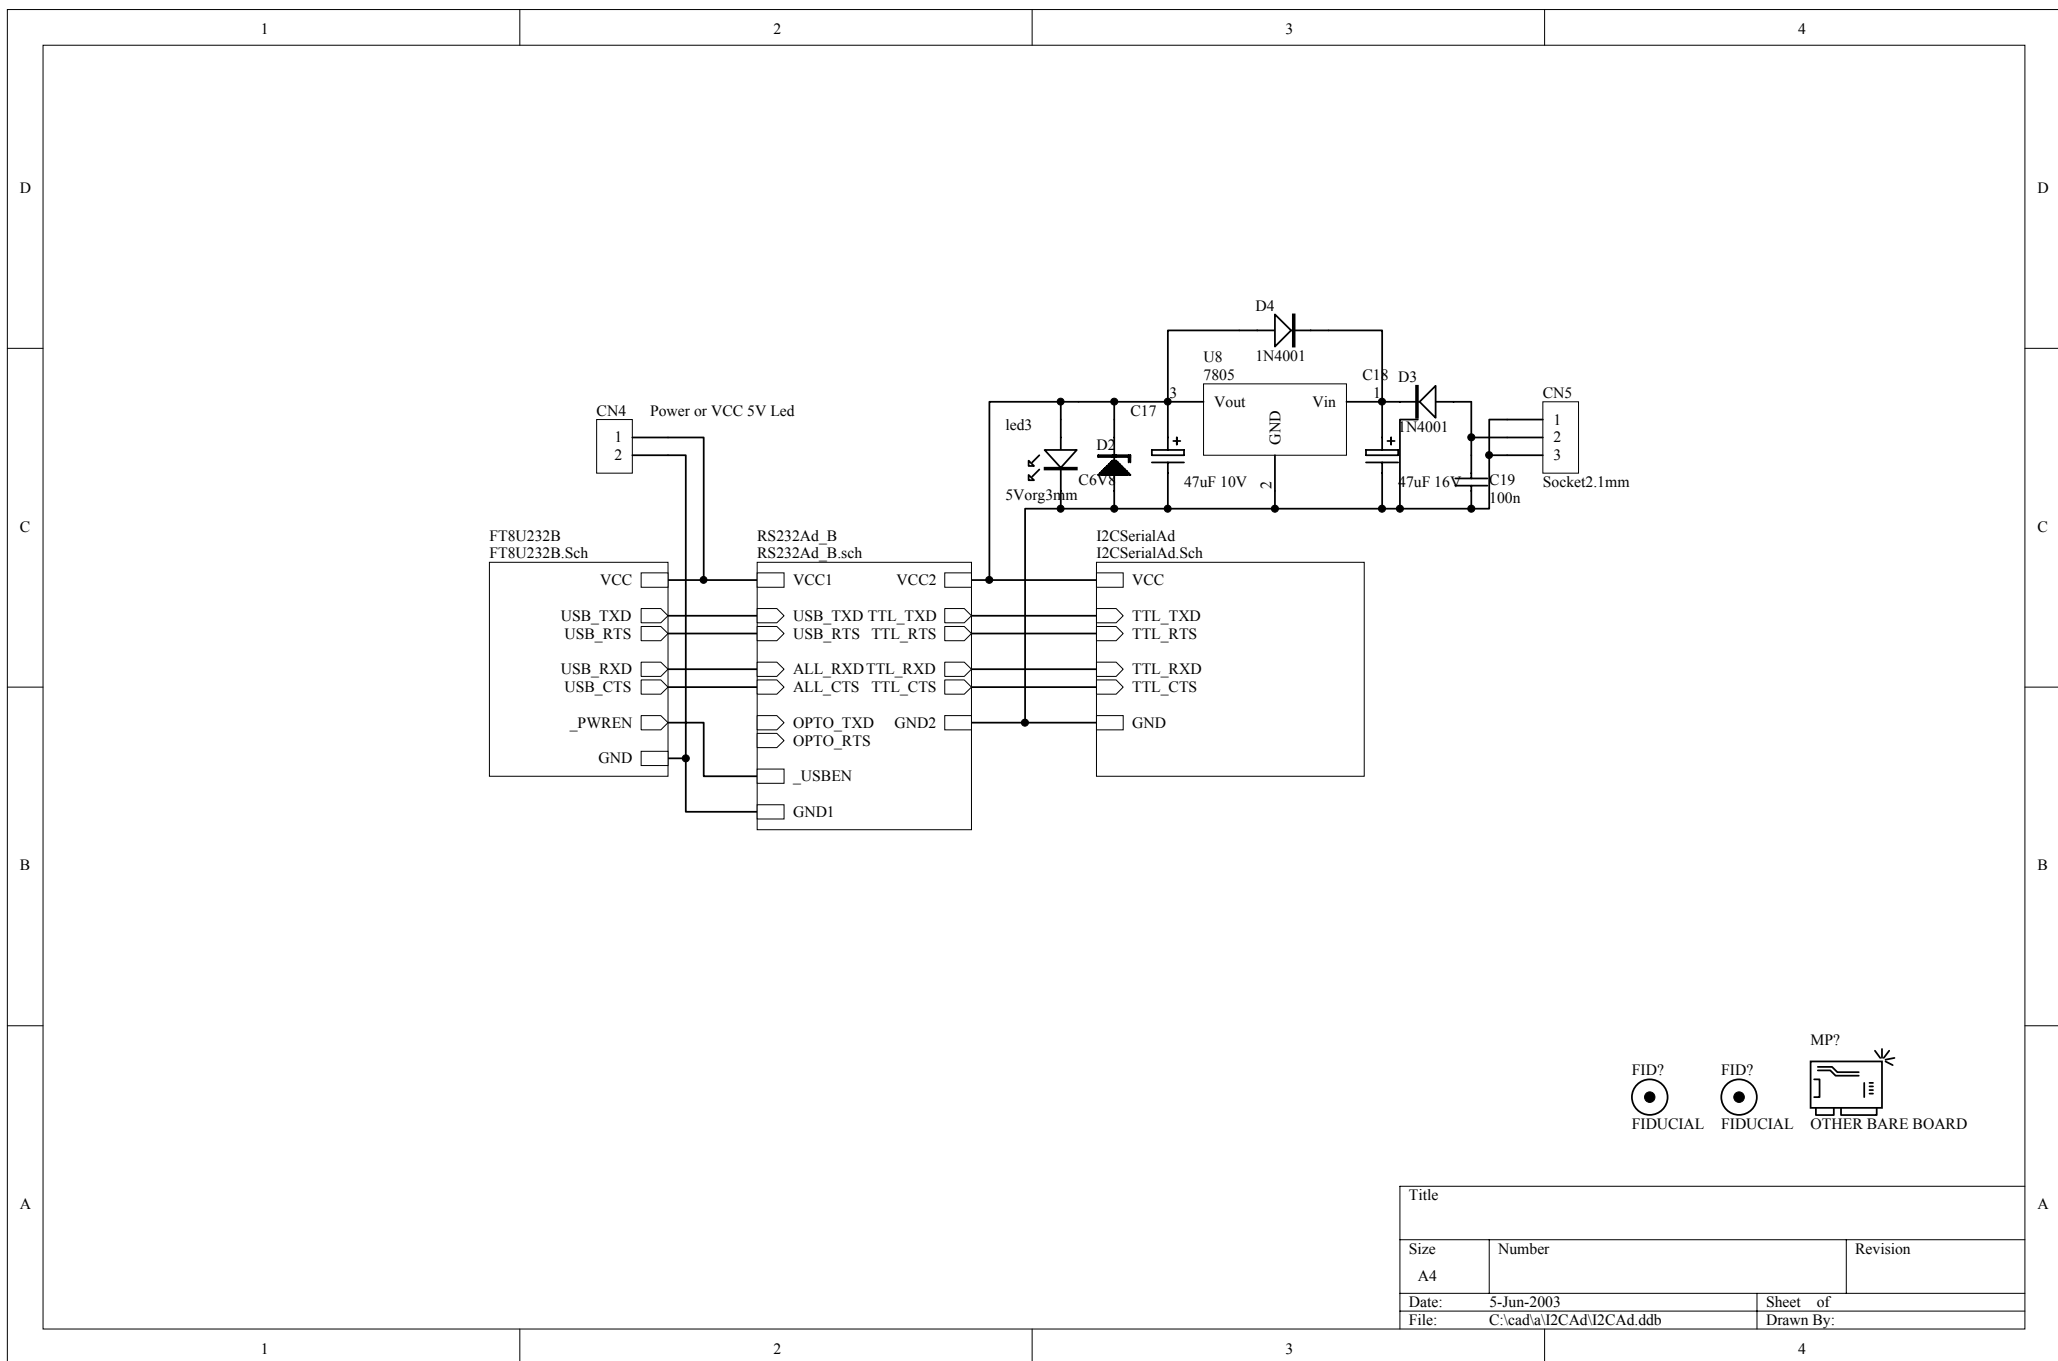 1 2 3 4
D D
D4
1N4001
U8
7805
C18 D3
3 1
CN5
CN4 Power or VCC 5V Led
C17 Vout Vin
GND
1
2
3
led3
1N4001
1
2
D2
C6V8
5Vorg3mm
+
+
47uF 10V
2
47uF 16V
C19
100n
Socket2.1mm
C C
FT8U232B
FT8U232B.Sch
VCC
USB_TXD
USB_RTS
USB_RXD
USB_CTS
_PWREN
GND
RS232Ad_B
RS232Ad_B.sch
VCC1 VCC2
USB_TXD TTL_TXD
USB_RTS TTL_RTS
ALL_RXD TTL_RXD
ALL_CTS TTL_CTS
OPTO_TXD GND2
OPTO_RTS
_USBEN
GND1
I2CSerialAd
I2CSerialAd.Sch
VCC
TTL_TXD
TTL_RTS
TTL_RXD
TTL_CTS
GND
B B
MP?
FID? FID?
FIDUCIAL FIDUCIAL OTHER BARE BOARD
A A
Title
Size Number Revision
A4
Date: 5-Jun-2003 Sheet of
File: C:\cad\a\I2CAd\I2CAd.ddb Drawn By:
1 2 3 4